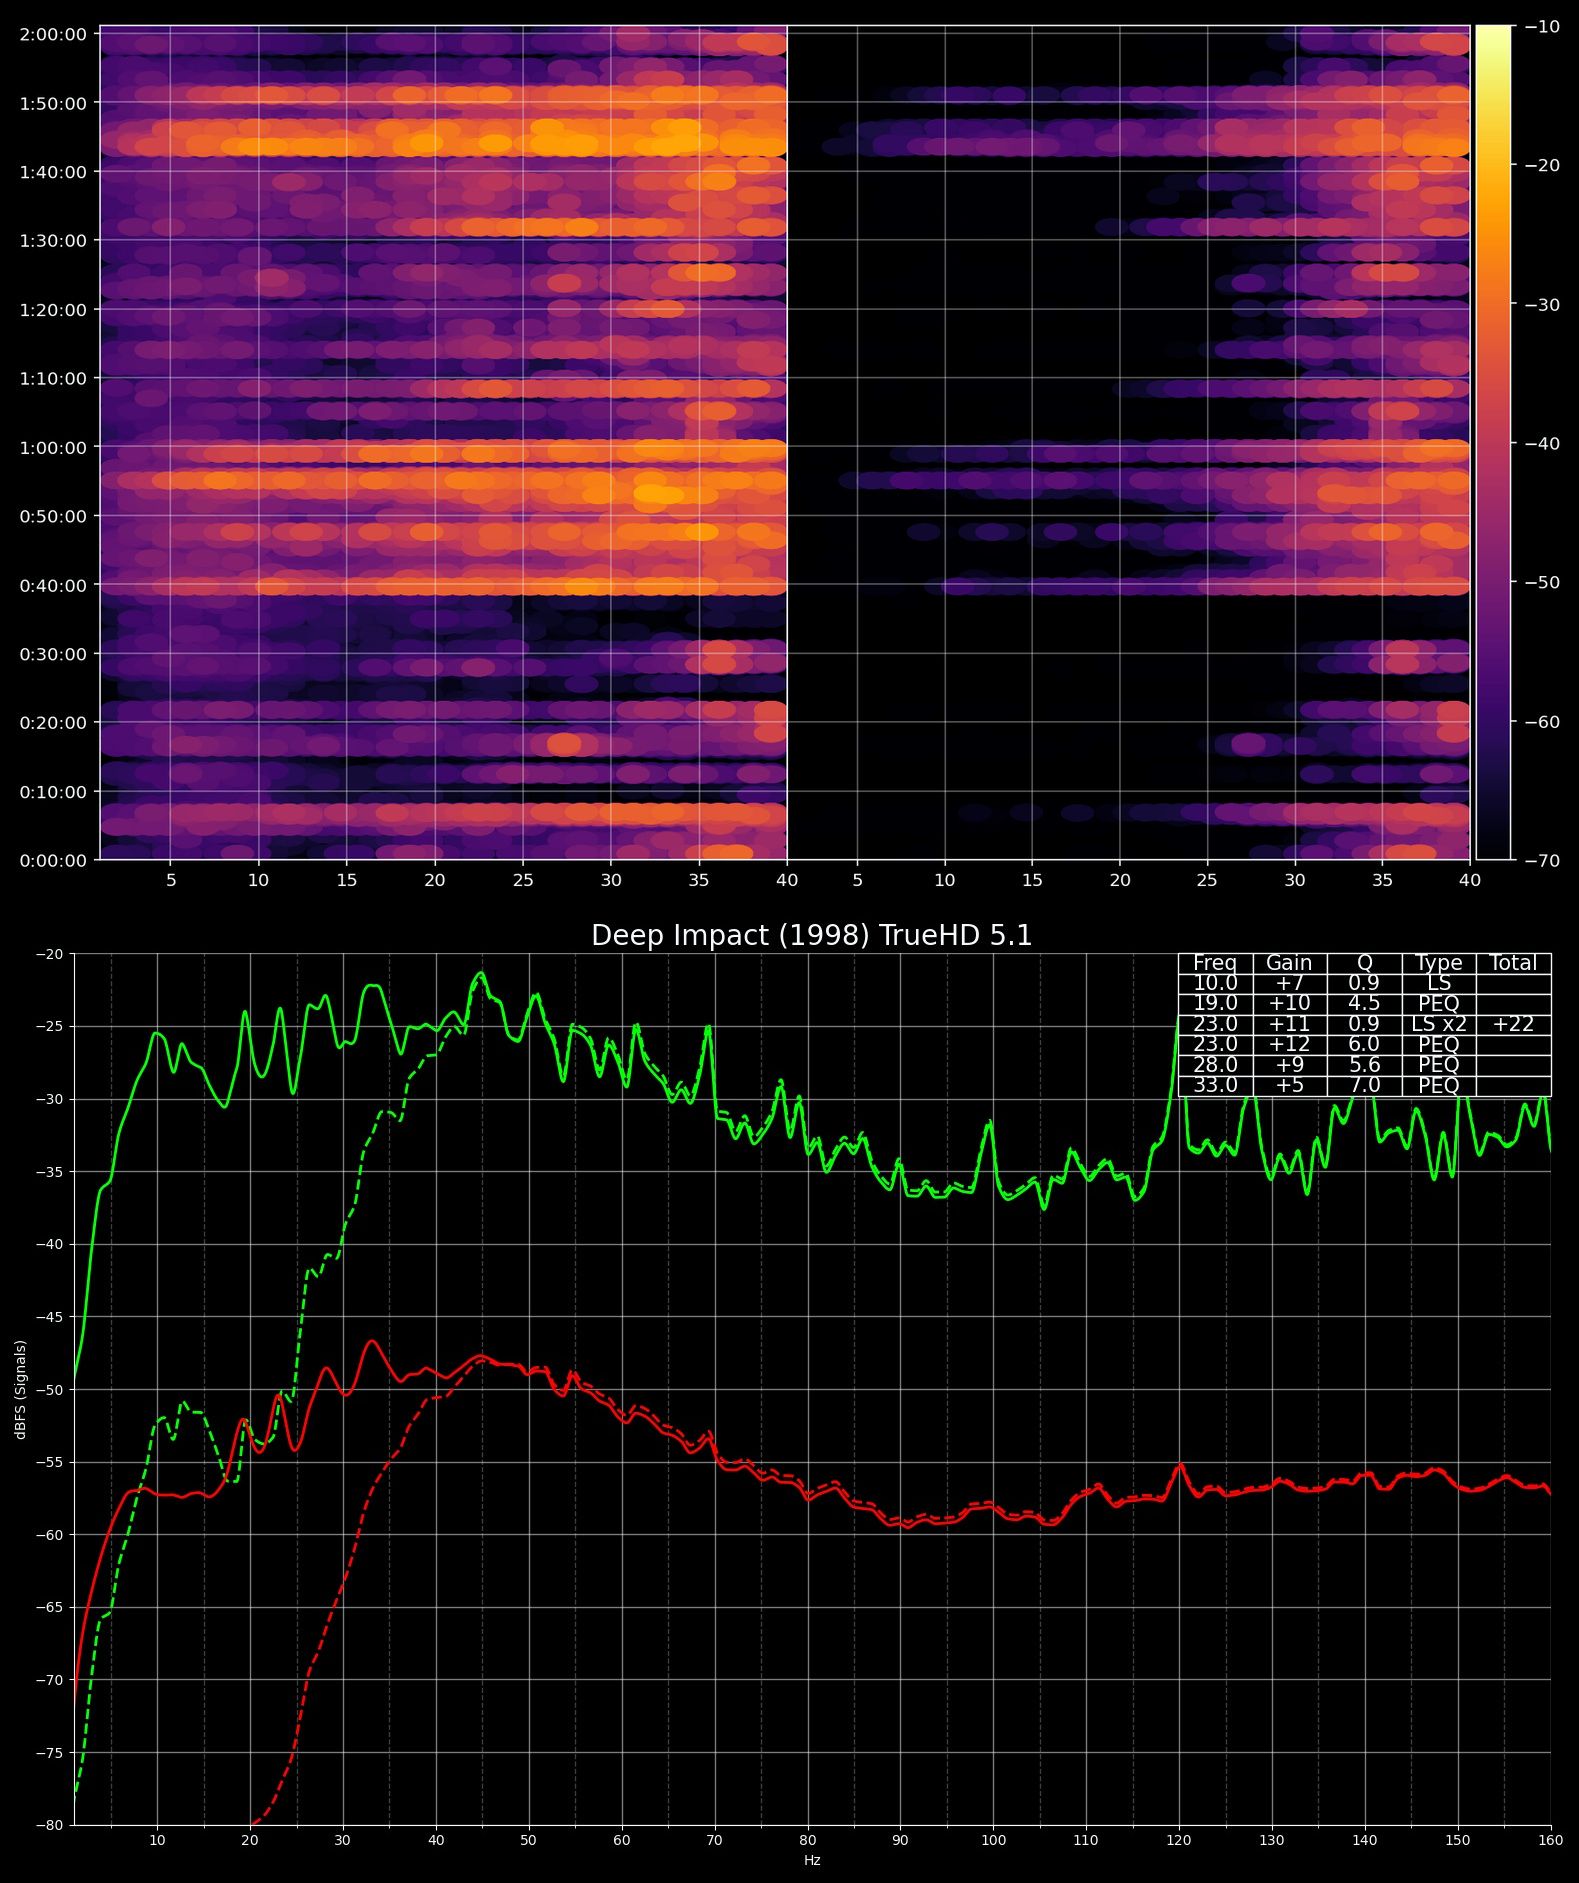 2:00:00
1:50:00
1:40:00
1:30:00
1:20:00
1:10:00
1:00:00
0:50:00
0:40:00
0:30:00
0:20:00
0:10:00
0:00:00
5 10 15 20 25 30 35 40 5 10 15 20 25 30 35 40
−10
−20
−30
−40
−50
−60
−70
Deep Impact (1998) TrueHD 5.1
Freq Gain Q Type Total
10.0 +7 0.9 LS
19.0 +10 4.5 PEQ
23.0 +11 0.9 LS x2 +22
23.0 +12 6.0 PEQ
28.0 +9 5.6 PEQ
33.0 +5 7.0 PEQ
−20
−25
−30
−35
−40
−45
−50
−55
−60
−65
−70
−75
−80
dBFS (Signals)
10 20 30 40 50 60 70 80 90 100 110 120 130 140 150 160
Hz